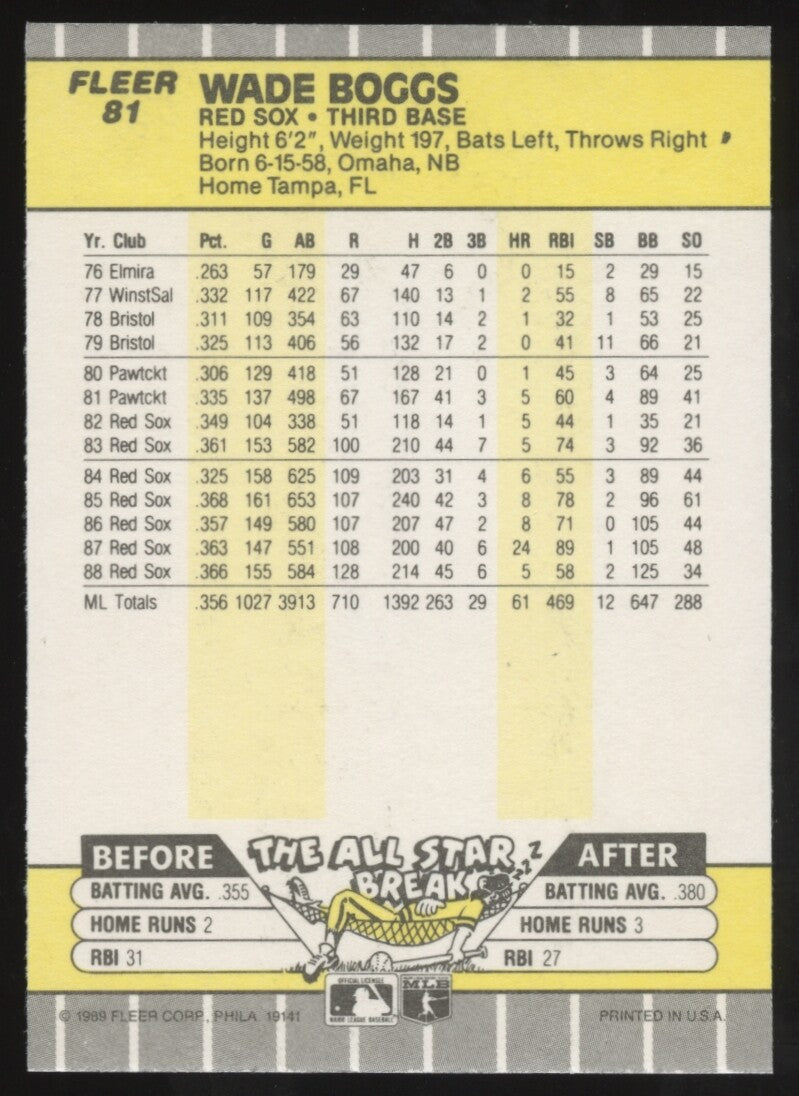 FLEER
81
WADE BOGGS
RED SOX • THIRD BASE
Height 6'2", Weight 197, Bats Left, Throws Right
Born 6-15-58, Omaha, NB
Home Tampa, FL
Yr. Club Pct. G AB R H 2B 3B HR RBI SB BB SO
76 Elmira .263 57 179 29 47 6 0 0 15 2 29 15
77 WinstSal .332 117 422 67 140 13 1 2 55 8 65 22
78 Bristol .311 109 354 63 110 14 2 1 32 1 53 25
79 Bristol .325 113 406 56 132 17 2 0 41 11 66 21
80 Pawtckt .306 129 418 51 128 21 0 1 45 3 64 25
81 Pawtckt .335 137 498 67 167 41 3 5 60 4 89 41
82 Red Sox .349 104 338 51 118 14 1 5 44 1 35 21
83 Red Sox .361 153 582 100 210 44 7 5 74 3 92 36
84 Red Sox .325 158 625 109 203 31 4 6 55 3 89 44
85 Red Sox .368 161 653 107 240 42 3 8 78 2 96 61
86 Red Sox .357 149 580 107 207 47 2 8 71 0 105 44
87 Red Sox .363 147 551 108 200 40 6 24 89 1 105 48
88 Red Sox .366 155 584 128 214 45 6 5 58 2 125 34
ML Totals .356 1027 3913 710 1392 263 29 61 469 12 647 288
BEFORE THE ALL STAR BREAK ZZZZ AFTER
BATTING AVG. .355 BATTING AVG. .380
HOME RUNS 2 HOME RUNS 3
RBI 31 RBI 27
OFFICIAL LICENSEE
MAJOR LEAGUE BASEBALL
MLB
© 1989 FLEER CORP., PHILA. 19141 PRINTED IN U.S.A.